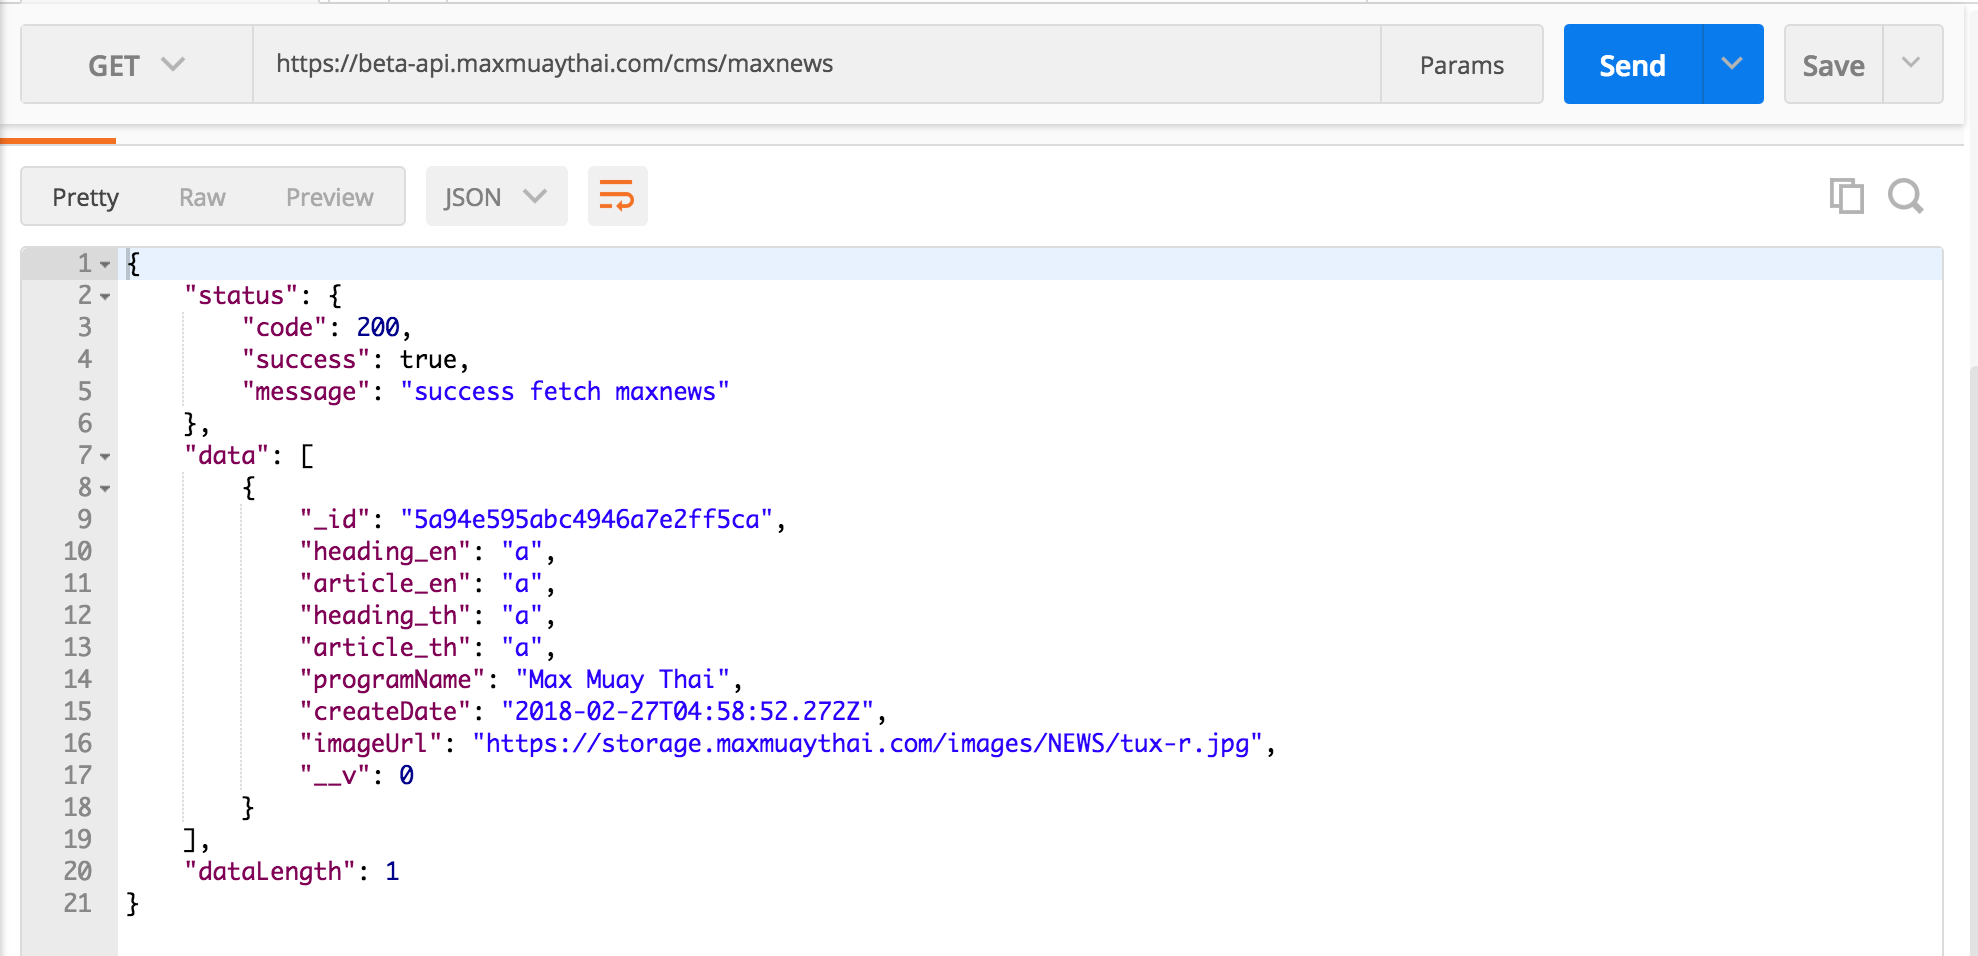 GET https://beta-api.maxmuaythai.com/cms/maxnews Params Send Save
Pretty Raw Preview JSON
1 {
2 "status": {
3 "code": 200,
4 "success": true,
5 "message": "success fetch maxnews"
6 },
7 "data": [
8 {
9 "_id": "5a94e595abc4946a7e2ff5ca",
10 "heading_en": "a",
11 "article_en": "a",
12 "heading_th": "a",
13 "article_th": "a",
14 "programName": "Max Muay Thai",
15 "createDate": "2018-02-27T04:58:52.272Z",
16 "imageUrl": "https://storage.maxmuaythai.com/images/NEWS/tux-r.jpg",
17 "__v": 0
18 }
19 ],
20 "dataLength": 1
21 }